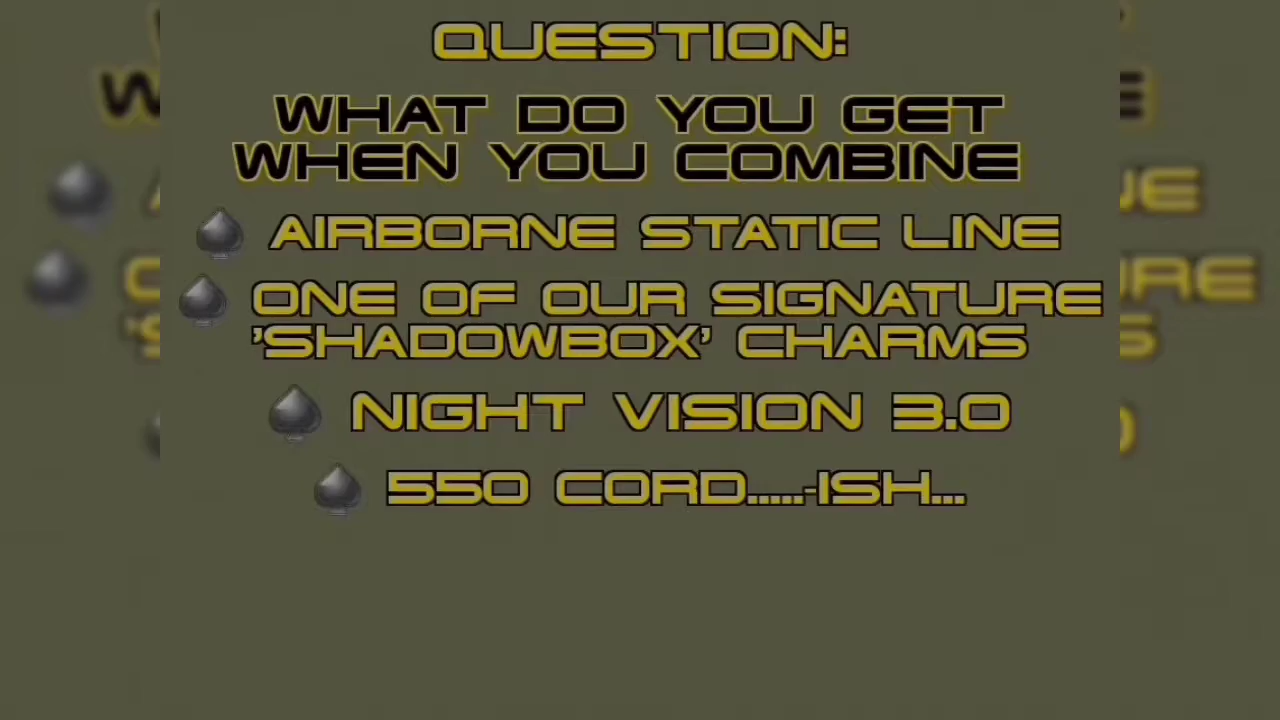 QUESTION:
WHAT DO YOU GET
WHEN YOU COMBINE
AIRBORNE STATIC LINE
ONE OF OUR SIGNATURE
'SHADOWBOX' CHARMS
NIGHT VISION 3.0
550 CORD.....-ISH...